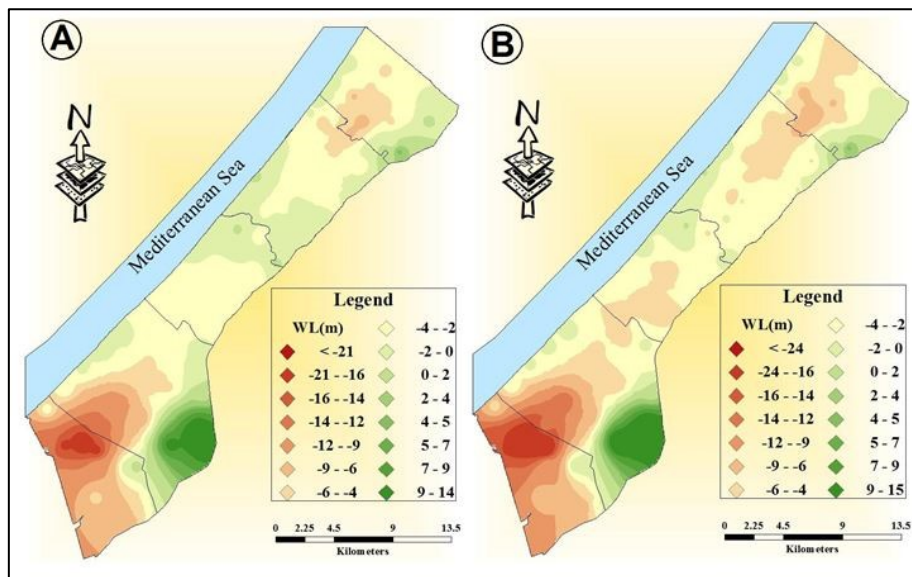 A
N
Mediterranean Sea
Legend
WL(m)
< -21
-21 - -16
-16 - -14
-14 - -12
-12 - -9
-9 - -6
-6 - -4
-4 - -2
-2 - 0
0 - 2
2 - 4
4 - 5
5 - 7
7 - 9
9 - 14
0 2.25 4.5 9 13.5
Kilometers
B
N
Mediterranean Sea
Legend
WL(m)
< -24
-24 - -16
-16 - -14
-14 - -12
-12 - -9
-9 - -6
-6 - -4
-4 - -2
-2 - 0
0 - 2
2 - 4
4 - 5
5 - 7
7 - 9
9 - 15
0 2.25 4.5 9 13.5
Kilometers